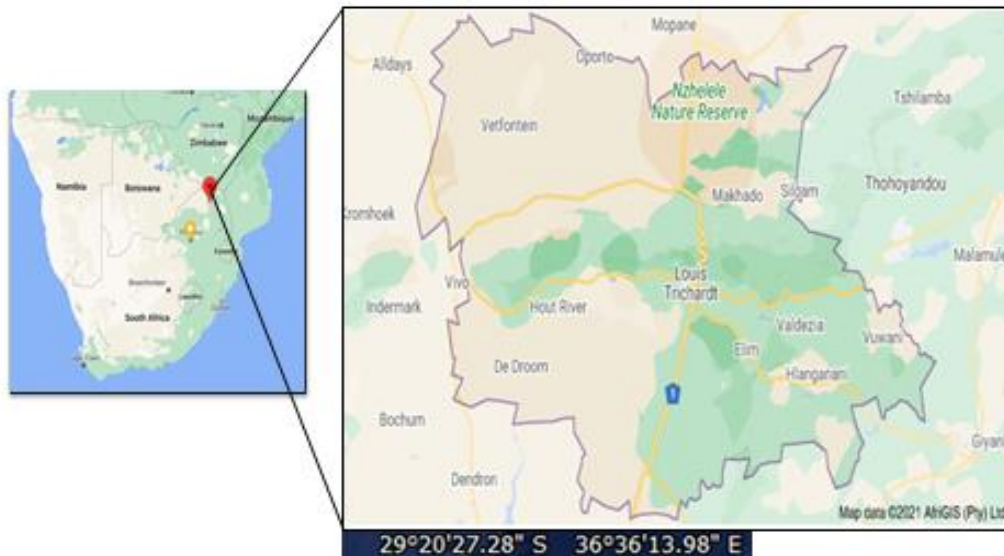 Mozambique
Zimbabwe
Namibia
Botswana
South Africa
Mopane
Oporto
Alldays
Nzhelele
Nature Reserve
Tshilamba
Vetfontein
Thohoyandou
Makhado
Silgam
Kromhoek
Malamule
Vivo
Louis
Trichardt
Indermark
Hout River
Valdezia
Vuwani
Elim
De Droom
Hlanganani
Bochum
Giyani
Dendron
Map data ©2021 AfriGIS (Pty) Ltd
29°20'27.28" S 36°36'13.98" E